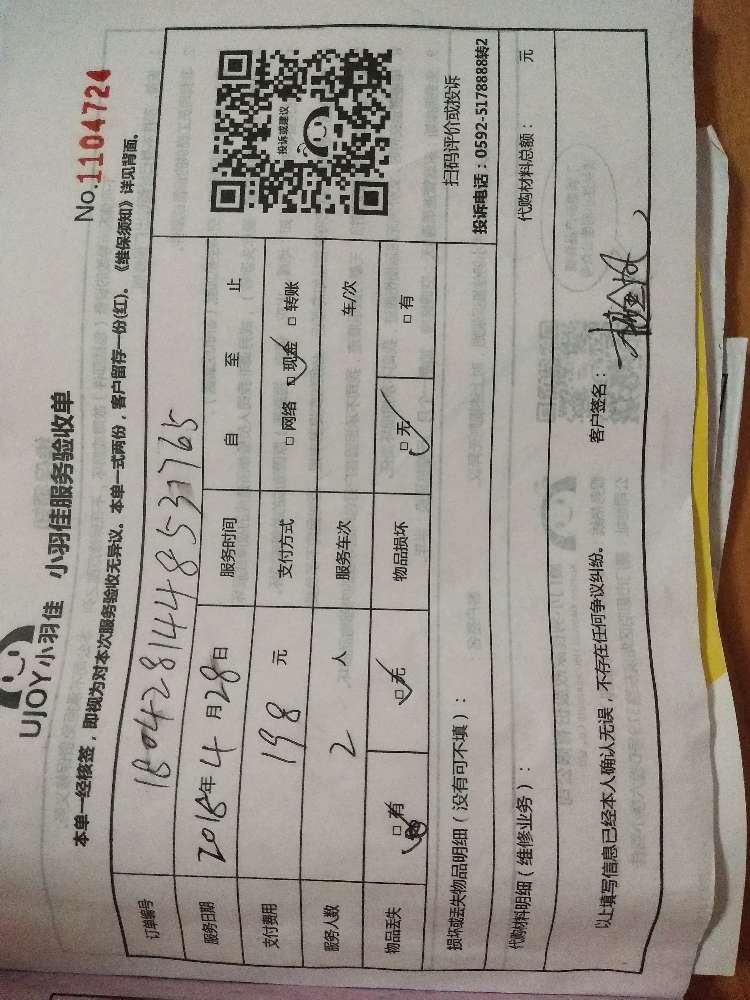 UJOY小羽佳 小羽佳服务验收单
No.1104724
本单一经核签，即视为对本次服务验收无异议。本单一式两份，客户留存一份(红)。《维保须知》详见背面。
订单编号
服务日期 2018年4月28日 服务时间 自 至 止
支付费用 198 元 支付方式 □网络 □现金 □转账
服务人数 2 人 服务车次 车/次
物品丢失 □有 □无 物品损坏 □无 □有
投诉或建议
扫码评价或投诉
投诉电话：0592-5178888转2
损坏或丢失物品明细（没有可不填）：
代购材料明细（维修业务）： 代购材料总额： 元
以上填写信息已经本人确认无误，不存在任何争议纠纷。 客户签名：